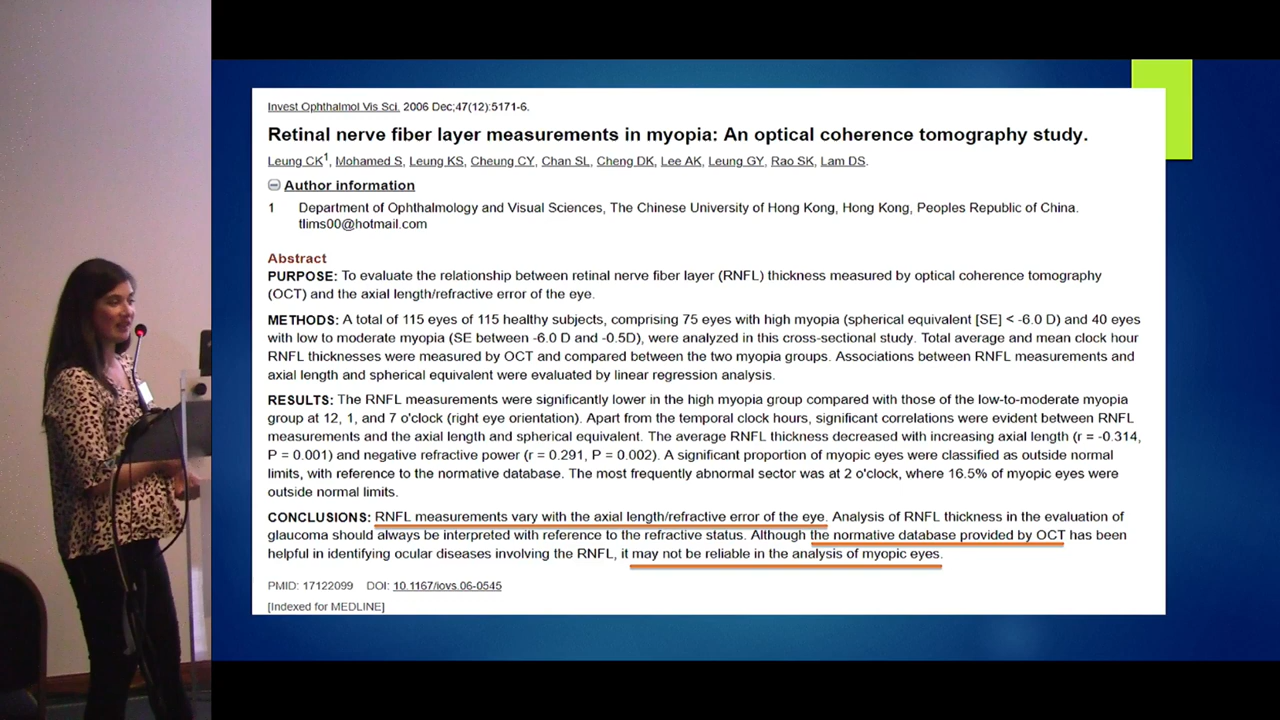 Invest Ophthalmol Vis Sci. 2006 Dec;47(12):5171-6.
Retinal nerve fiber layer measurements in myopia: An optical coherence tomography study.
Leung CK1, Mohamed S, Leung KS, Cheung CY, Chan SL, Cheng DK, Lee AK, Leung GY, Rao SK, Lam DS.
Author information
1 Department of Ophthalmology and Visual Sciences, The Chinese University of Hong Kong, Hong Kong, Peoples Republic of China.
tlims00@hotmail.com
Abstract
PURPOSE: To evaluate the relationship between retinal nerve fiber layer (RNFL) thickness measured by optical coherence tomography
(OCT) and the axial length/refractive error of the eye.
METHODS: A total of 115 eyes of 115 healthy subjects, comprising 75 eyes with high myopia (spherical equivalent [SE] < -6.0 D) and 40 eyes
with low to moderate myopia (SE between -6.0 D and -0.5D), were analyzed in this cross-sectional study. Total average and mean clock hour
RNFL thicknesses were measured by OCT and compared between the two myopia groups. Associations between RNFL measurements and
axial length and spherical equivalent were evaluated by linear regression analysis.
RESULTS: The RNFL measurements were significantly lower in the high myopia group compared with those of the low-to-moderate myopia
group at 12, 1, and 7 o'clock (right eye orientation). Apart from the temporal clock hours, significant correlations were evident between RNFL
measurements and the axial length and spherical equivalent. The average RNFL thickness decreased with increasing axial length (r = -0.314,
P = 0.001) and negative refractive power (r = 0.291, P = 0.002). A significant proportion of myopic eyes were classified as outside normal
limits, with reference to the normative database. The most frequently abnormal sector was at 2 o'clock, where 16.5% of myopic eyes were
outside normal limits.
CONCLUSIONS: RNFL measurements vary with the axial length/refractive error of the eye. Analysis of RNFL thickness in the evaluation of
glaucoma should always be interpreted with reference to the refractive status. Although the normative database provided by OCT has been
helpful in identifying ocular diseases involving the RNFL, it may not be reliable in the analysis of myopic eyes.
PMID: 17122099 DOI: 10.1167/iovs.06-0545
[Indexed for MEDLINE]